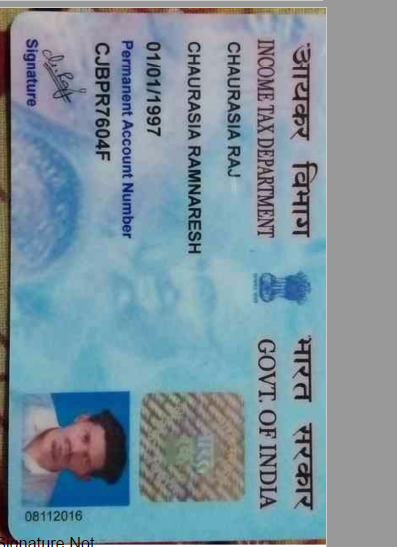 आयकर विभाग
INCOME TAX DEPARTMENT
भारत सरकार
GOVT. OF INDIA
CHAURASIA RAJ
CHAURASIA RAMNARESH
01/01/1997
Permanent Account Number
CJBPR7604F
Signature
08112016
Signature Not